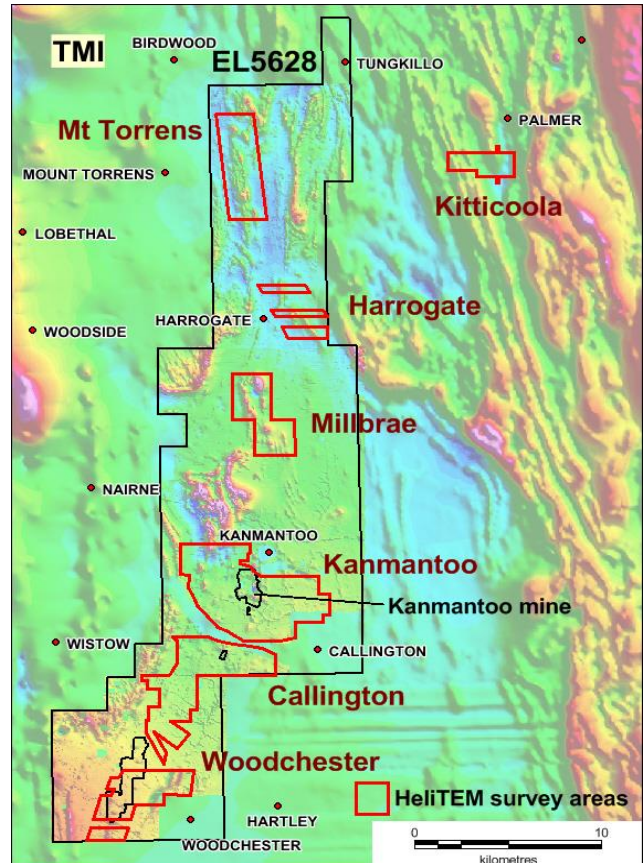 TMI
BIRDWOOD
EL5628
TUNGKILLO
Mt Torrens
PALMER
MOUNT TORRENS
Kitticoola
LOBETHAL
Harrogate
HARROGATE
WOODSIDE
Millbrae
NAIRNE
KANMANTOO
Kanmantoo
Kanmantoo mine
WISTOW
CALLINGTON
Callington
Woodchester
HeliTEM survey areas
HARTLEY
WOODCHESTER
0 10
kilometres